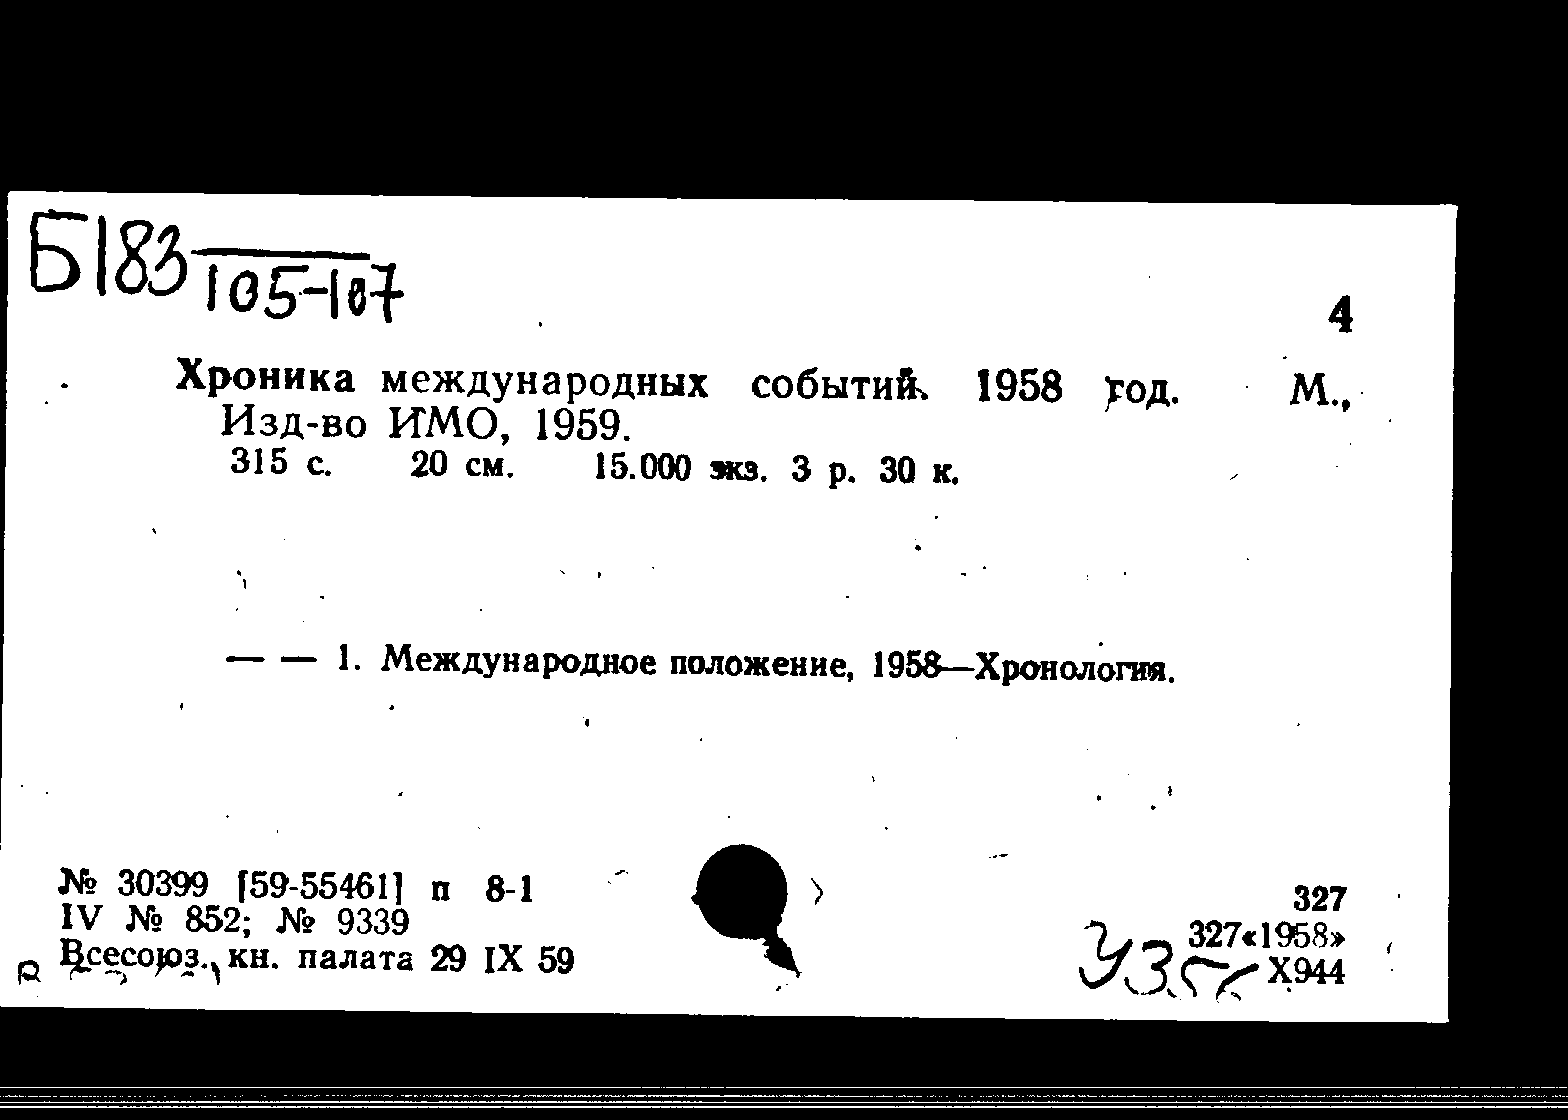 Б183
105-107
4
Хроника международных событий. 1958 год. М.,
Изд-во ИМО, 1959.
315 с. 20 см. 15.000 экз. 3 р. 30 к.
— — 1. Международное положение, 1958—Хронология.
№ 30399 [59-55461] п 8-1
IV № 852; № 9339
Всесоюз. кн. палата 29 IX 59
327
327«1958»
Х944